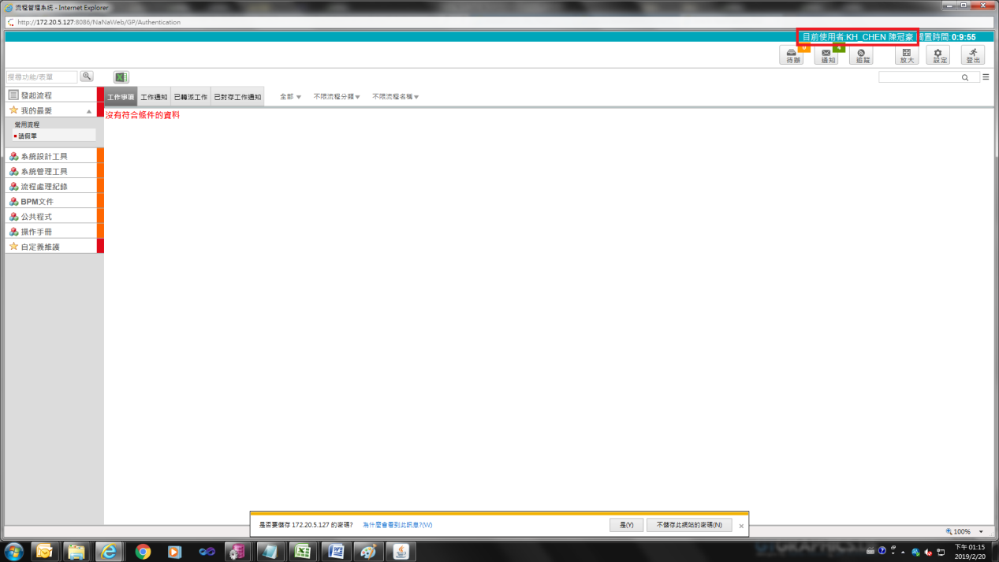 流程管理系統 - Internet Explorer
http://172.20.5.127:8086/NaNaWeb/GP/Authentication
目前使用者:KH_CHEN 陳冠豪 閒置時間 0:9:55
0
待辦 通知 追蹤 放大 設定 登出
搜尋功能/表單
發起流程
我的最愛
常用流程
請假單
系統設計工具
系統管理工具
流程處理紀錄
BPM文件
公共程式
操作手冊
自定義維護
工作事項 工作通知 已轉派工作 已封存工作通知 全部 不限流程分類 不限流程名稱
沒有符合條件的資料
是否要儲存 172.20.5.127 的密碼? 為什麼會看到此訊息?(W) 是(Y) 不儲存此網站的密碼(N)
100%
下午 01:15
2019/2/20